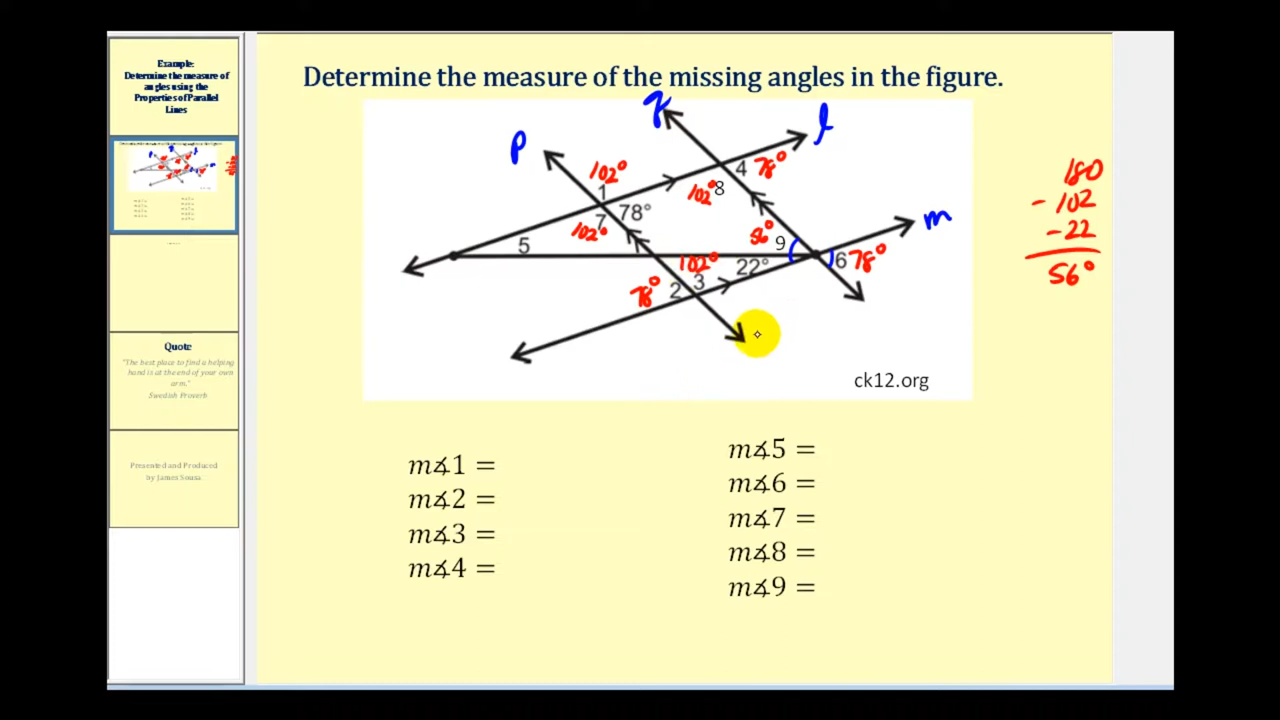 Example:
Determine the measure of
angles using the
Properties of Parallel
Lines
Quote
"The best place to find a helping
hand is at the end of your own
arm."
Swedish Proverb
Presented and Produced
by James Sousa
Determine the measure of the missing angles in the figure.
p
l
m
102°
1
78°
7
102°
4
78°
102°
8
5
56°
9
22°
6
78°
102°
78°
2
3
ck12.org
180
- 102
- 22
56°
m∡1 =
m∡2 =
m∡3 =
m∡4 =
m∡5 =
m∡6 =
m∡7 =
m∡8 =
m∡9 =